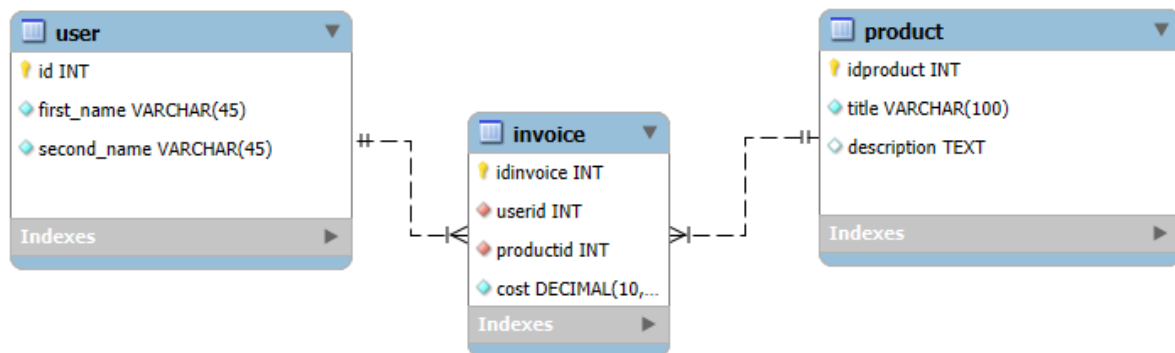 user
id INT
first_name VARCHAR(45)
second_name VARCHAR(45)
Indexes
invoice
idinvoice INT
userid INT
productid INT
cost DECIMAL(10,...
Indexes
product
idproduct INT
title VARCHAR(100)
description TEXT
Indexes